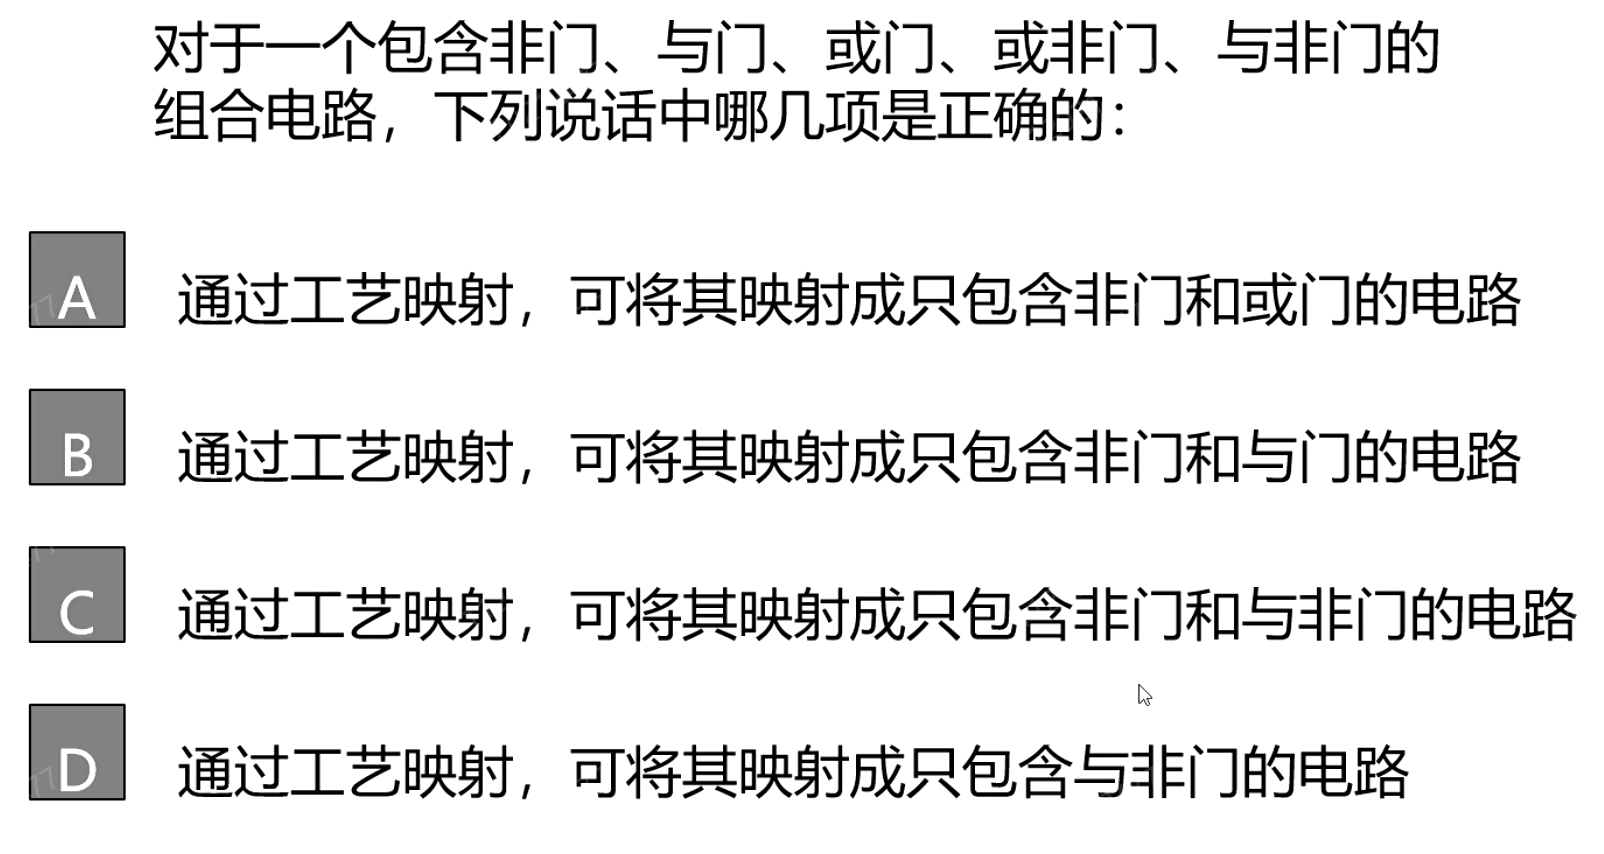 对于一个包含非门、与门、或门、或非门、与非门的
组合电路，下列说话中哪几项是正确的：
A 通过工艺映射，可将其映射成只包含非门和或门的电路
B 通过工艺映射，可将其映射成只包含非门和与门的电路
C 通过工艺映射，可将其映射成只包含非门和与非门的电路
D 通过工艺映射，可将其映射成只包含与非门的电路